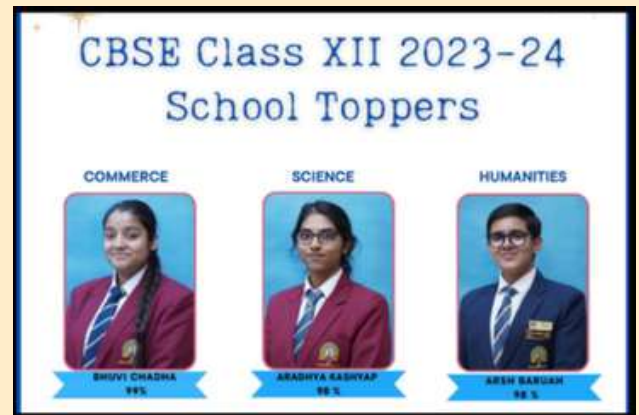 CBSE Class XII 2023-24
School Toppers
COMMERCE
SCIENCE
HUMANITIES
BHUVI CHADHA
99%
ARADHYA KASHYAP
98 %
ARSH BARUAH
98 %